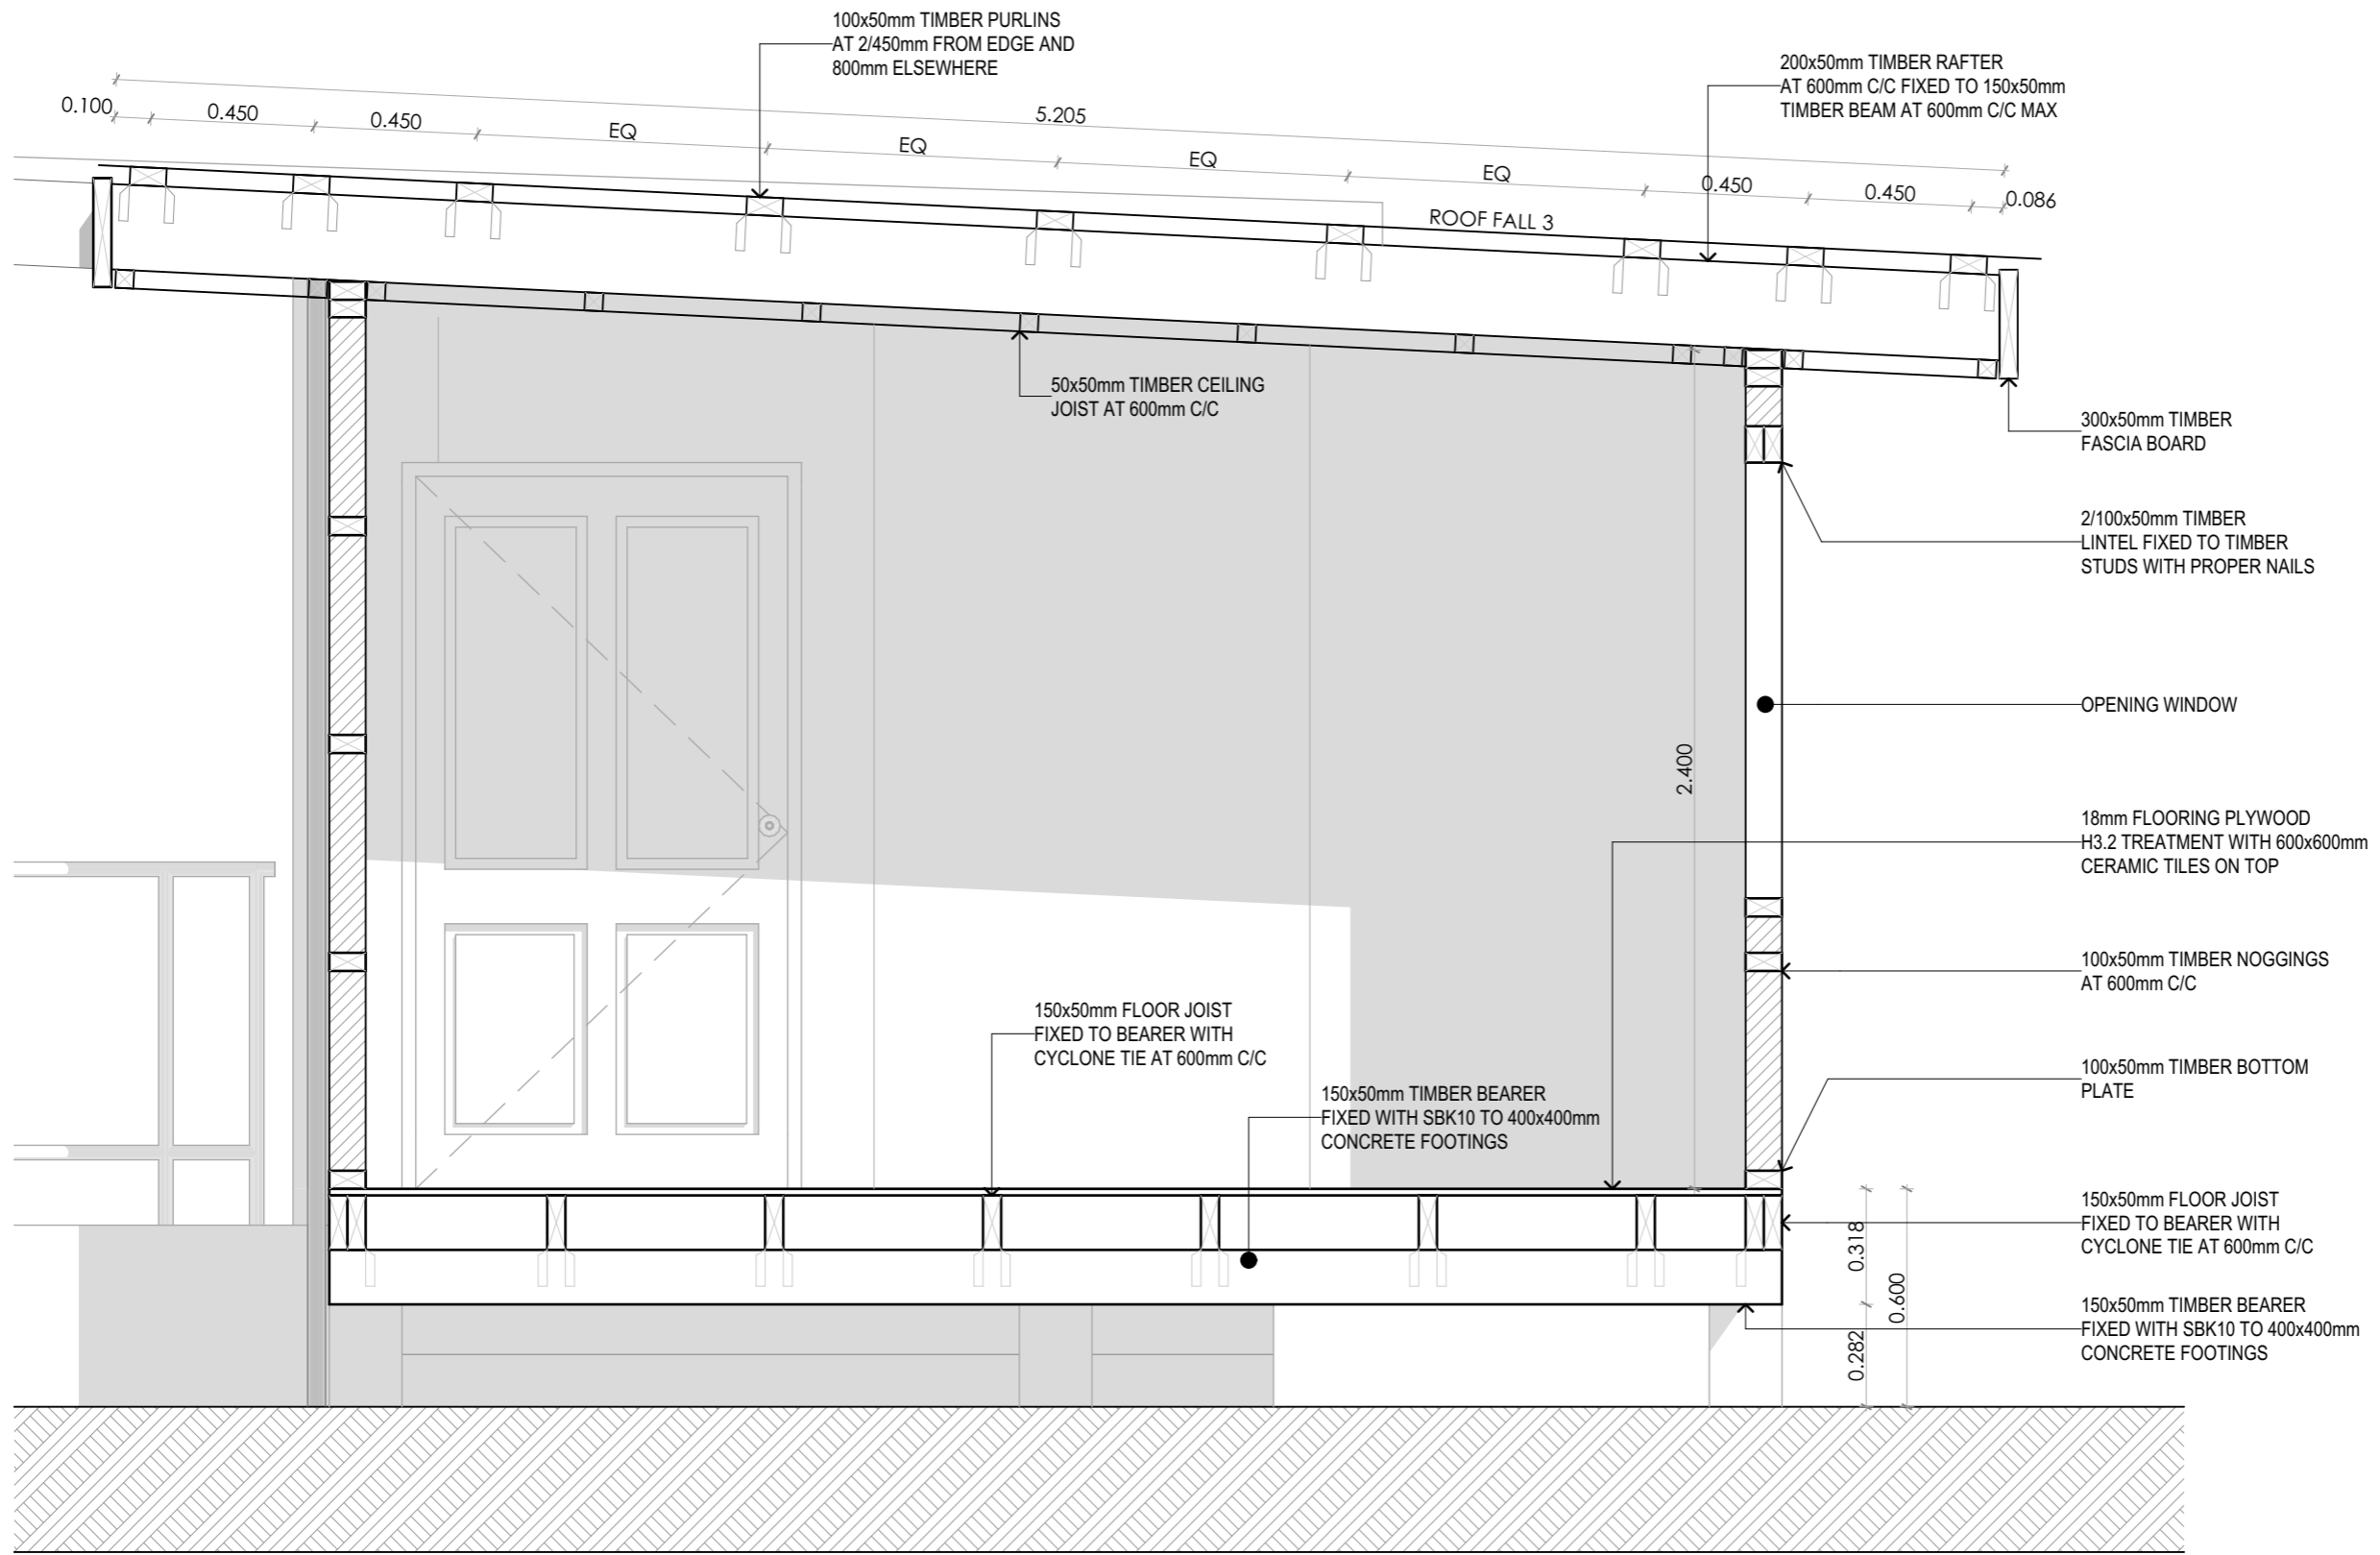 100x50mm TIMBER PURLINS
AT 2/450mm FROM EDGE AND
800mm ELSEWHERE
200x50mm TIMBER RAFTER
AT 600mm C/C FIXED TO 150x50mm
TIMBER BEAM AT 600mm C/C MAX
5.205
0.100
0.450
0.450
EQ
EQ
EQ
EQ
0.450
0.450
0.086
ROOF FALL 3
50x50mm TIMBER CEILING
JOIST AT 600mm C/C
300x50mm TIMBER
FASCIA BOARD
2/100x50mm TIMBER
LINTEL FIXED TO TIMBER
STUDS WITH PROPER NAILS
OPENING WINDOW
2.400
18mm FLOORING PLYWOOD
H3.2 TREATMENT WITH 600x600mm
CERAMIC TILES ON TOP
100x50mm TIMBER NOGGINGS
AT 600mm C/C
150x50mm FLOOR JOIST
FIXED TO BEARER WITH
CYCLONE TIE AT 600mm C/C
150x50mm TIMBER BEARER
FIXED WITH SBK10 TO 400x400mm
CONCRETE FOOTINGS
100x50mm TIMBER BOTTOM
PLATE
150x50mm FLOOR JOIST
FIXED TO BEARER WITH
CYCLONE TIE AT 600mm C/C
0.318
0.600
0.282
150x50mm TIMBER BEARER
FIXED WITH SBK10 TO 400x400mm
CONCRETE FOOTINGS